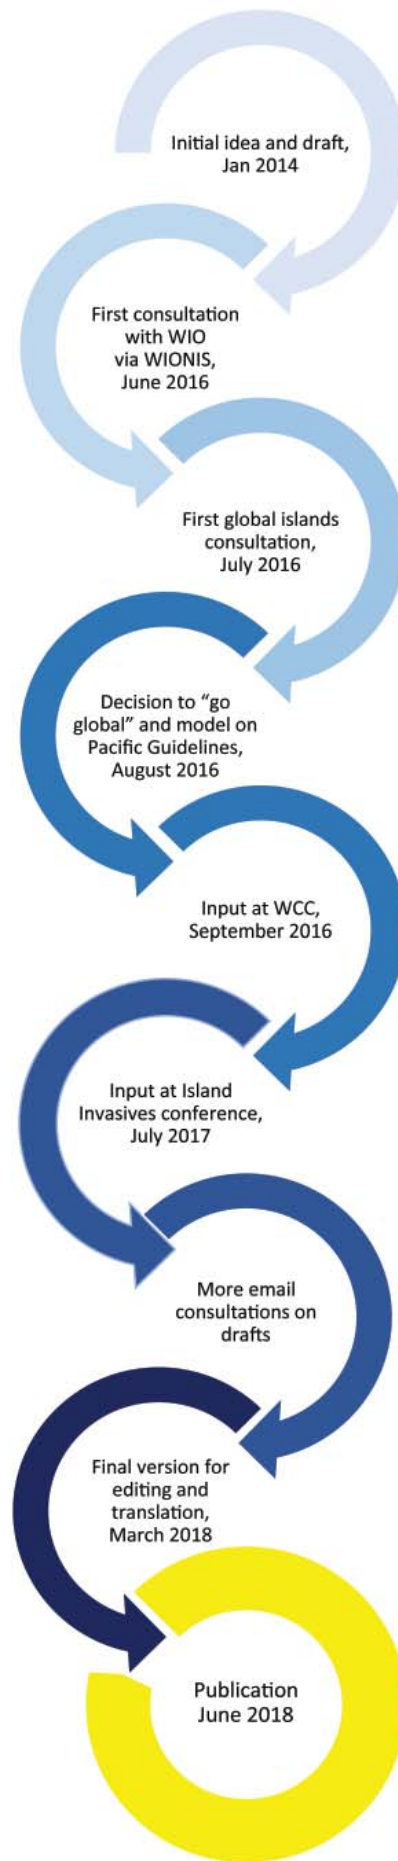 Initial idea and draft,
Jan 2014
First consultation
with WIO
via WIONIS,
June 2016
First global islands
consultation,
July 2016
Decision to “go
global” and model on
Pacific Guidelines,
August 2016
Input at WCC,
September 2016
Input at Island
Invasives conference,
July 2017
More email
consultations on
drafts
Final version for
editing and
translation,
March 2018
Publication
June 2018